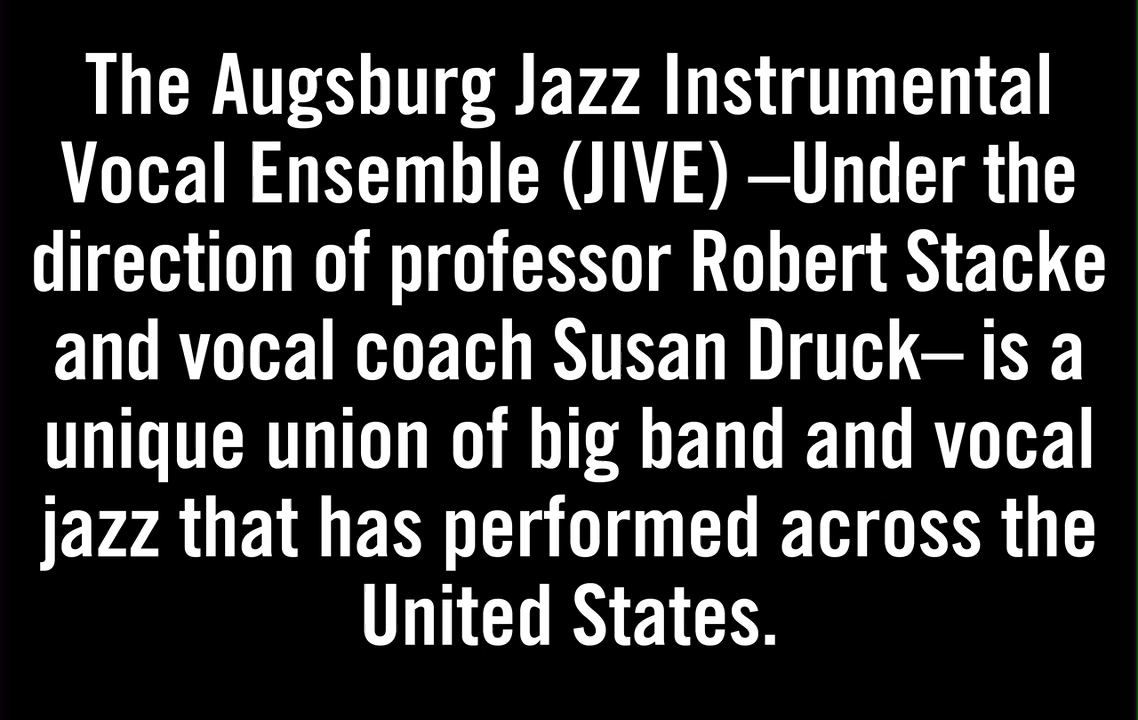 The Augsburg Jazz Instrumental
Vocal Ensemble (JIVE) –Under the
direction of professor Robert Stacke
and vocal coach Susan Druck– is a
unique union of big band and vocal
jazz that has performed across the
United States.